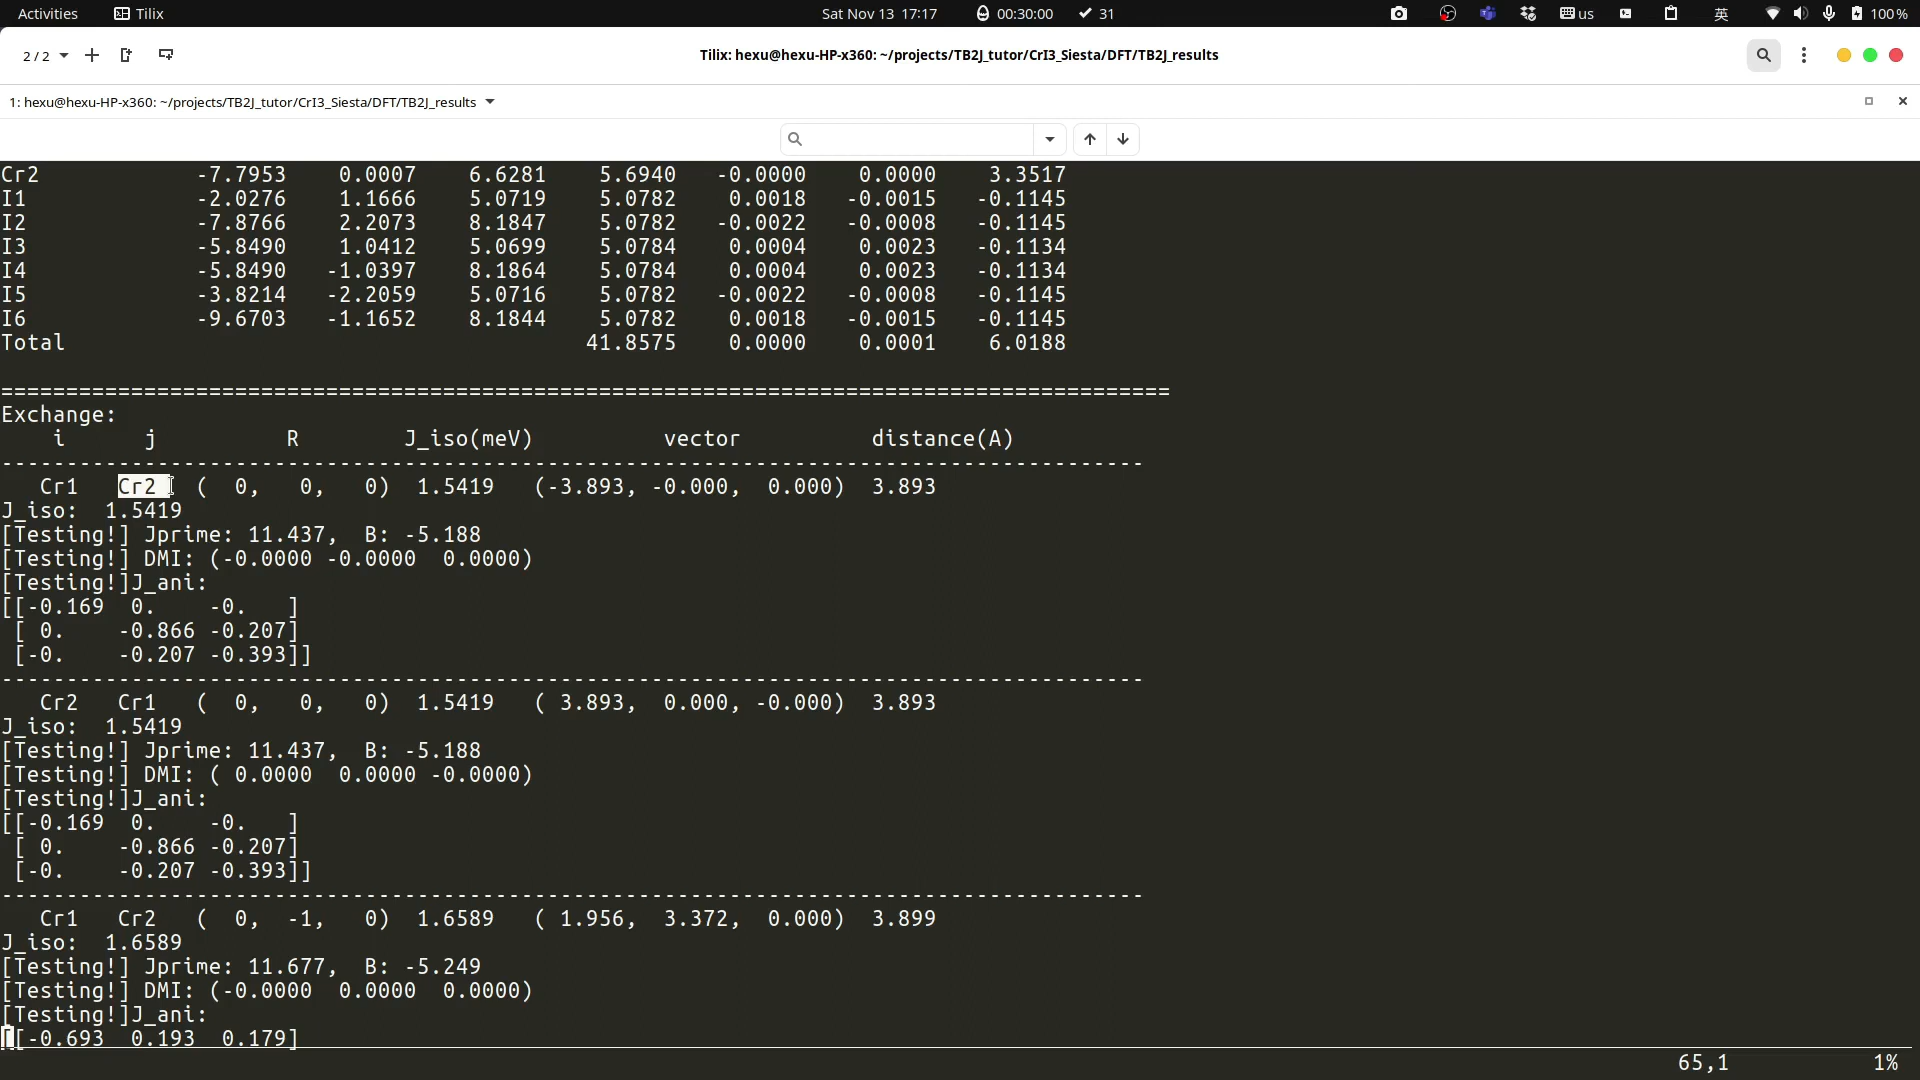 Activities Tilix Sat Nov 13 17:17 00:30:00 31 us 英 100%
2 / 2 Tilix: hexu@hexu-HP-x360: ~/projects/TB2J_tutor/CrI3_Siesta/DFT/TB2J_results
1: hexu@hexu-HP-x360: ~/projects/TB2J_tutor/CrI3_Siesta/DFT/TB2J_results
Cr2 -7.7953 0.0007 6.6281 5.6940 -0.0000 0.0000 3.3517
I1 -2.0276 1.1666 5.0719 5.0782 0.0018 -0.0015 -0.1145
I2 -7.8766 2.2073 8.1847 5.0782 -0.0022 -0.0008 -0.1145
I3 -5.8490 1.0412 5.0699 5.0784 0.0004 0.0023 -0.1134
I4 -5.8490 -1.0397 8.1864 5.0784 0.0004 0.0023 -0.1134
I5 -3.8214 -2.2059 5.0716 5.0782 -0.0022 -0.0008 -0.1145
I6 -9.6703 -1.1652 8.1844 5.0782 0.0018 -0.0015 -0.1145
Total 41.8575 0.0000 0.0001 6.0188
==========================================================================================
Exchange:
i j R J_iso(meV) vector distance(A)
----------------------------------------------------------------------------------------
Cr1 Cr2 ( 0, 0, 0) 1.5419 (-3.893, -0.000, 0.000) 3.893
J_iso: 1.5419
[Testing!] Jprime: 11.437, B: -5.188
[Testing!] DMI: (-0.0000 -0.0000 0.0000)
[Testing!]J_ani:
[[-0.169 0. -0. ]
[ 0. -0.866 -0.207]
[-0. -0.207 -0.393]]
----------------------------------------------------------------------------------------
Cr2 Cr1 ( 0, 0, 0) 1.5419 ( 3.893, 0.000, -0.000) 3.893
J_iso: 1.5419
[Testing!] Jprime: 11.437, B: -5.188
[Testing!] DMI: ( 0.0000 0.0000 -0.0000)
[Testing!]J_ani:
[[-0.169 0. -0. ]
[ 0. -0.866 -0.207]
[-0. -0.207 -0.393]]
----------------------------------------------------------------------------------------
Cr1 Cr2 ( 0, -1, 0) 1.6589 ( 1.956, 3.372, 0.000) 3.899
J_iso: 1.6589
[Testing!] Jprime: 11.677, B: -5.249
[Testing!] DMI: (-0.0000 0.0000 0.0000)
[Testing!]J_ani:
[[-0.693 0.193 0.179]
65,1 1%